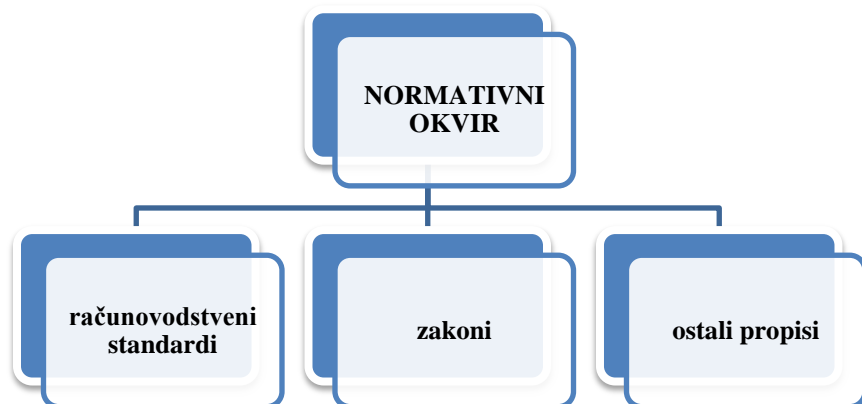 NORMATIVNI
OKVIR
računovodstveni
standardi
zakoni
ostali propisi